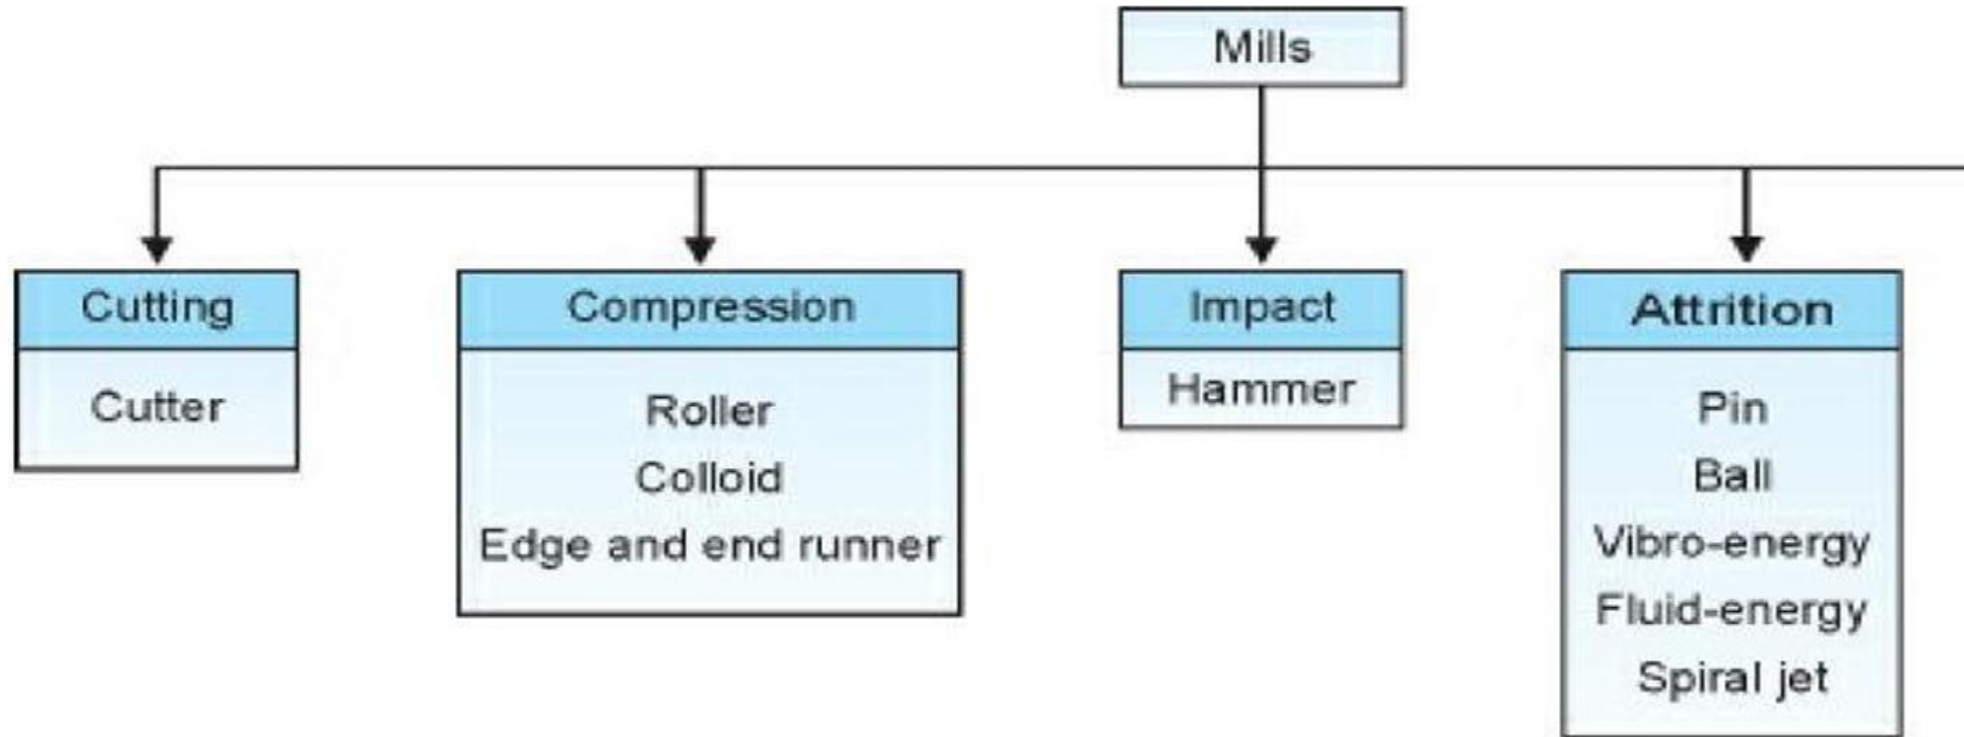 Mills
Cutting
Cutter
Compression
Roller
Colloid
Edge and end runner
Impact
Hammer
Attrition
Pin
Ball
Vibro-energy
Fluid-energy
Spiral jet